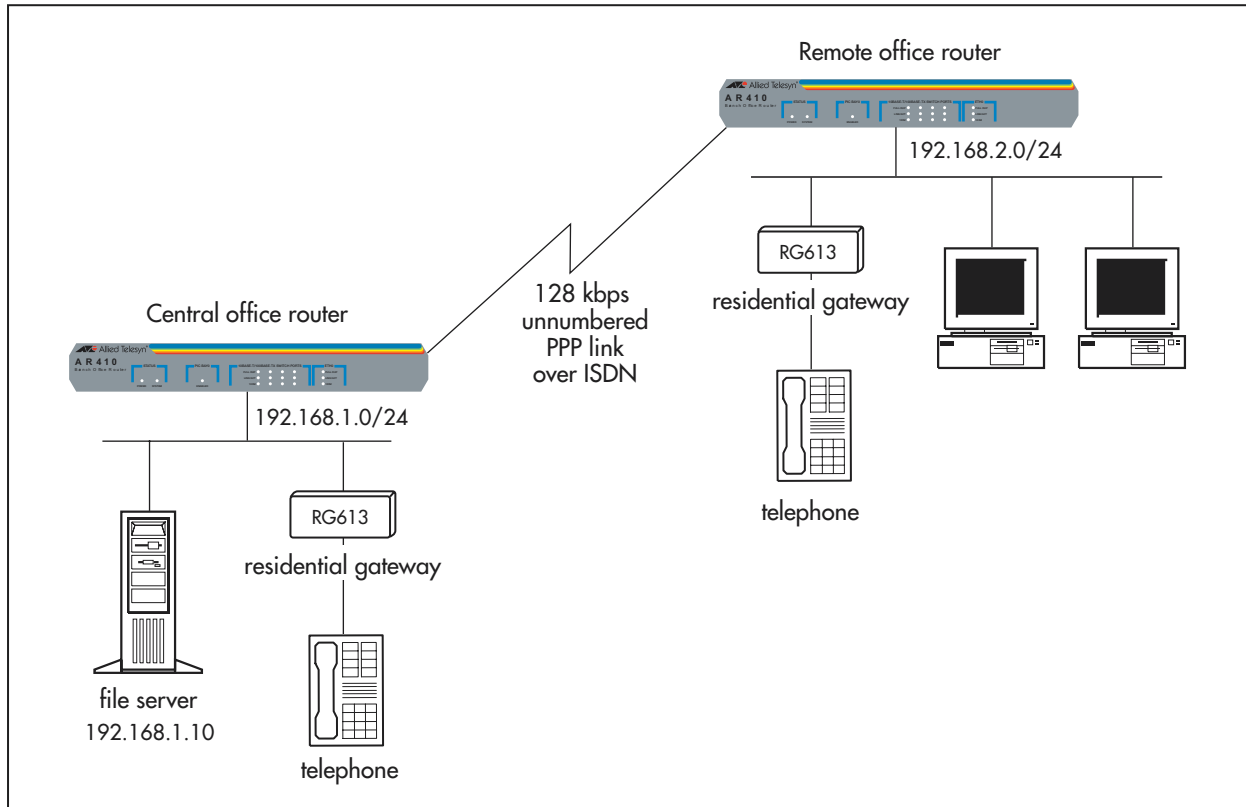 Remote office router
Allied Telesyn
AR410
192.168.2.0/24
RG613
residential gateway
telephone
128 kbps
unnumbered
PPP link
over ISDN
Central office router
Allied Telesyn
AR410
192.168.1.0/24
RG613
residential gateway
file server
192.168.1.10
telephone